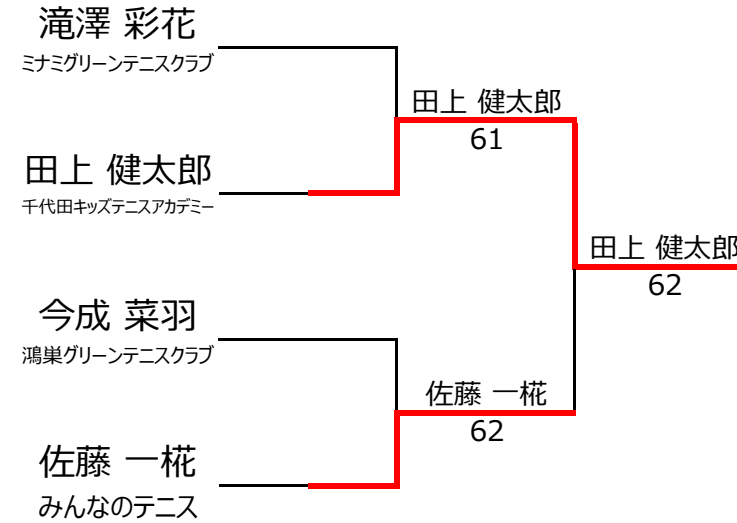 滝澤 彩花
ミナミグリーンテニスクラブ
田上 健太郎
61
田上 健太郎
千代田キッズテニスアカデミー
田上 健太郎
62
今成 菜羽
鴻巣グリーンテニスクラブ
佐藤 一椛
62
佐藤 一椛
みんなのテニス